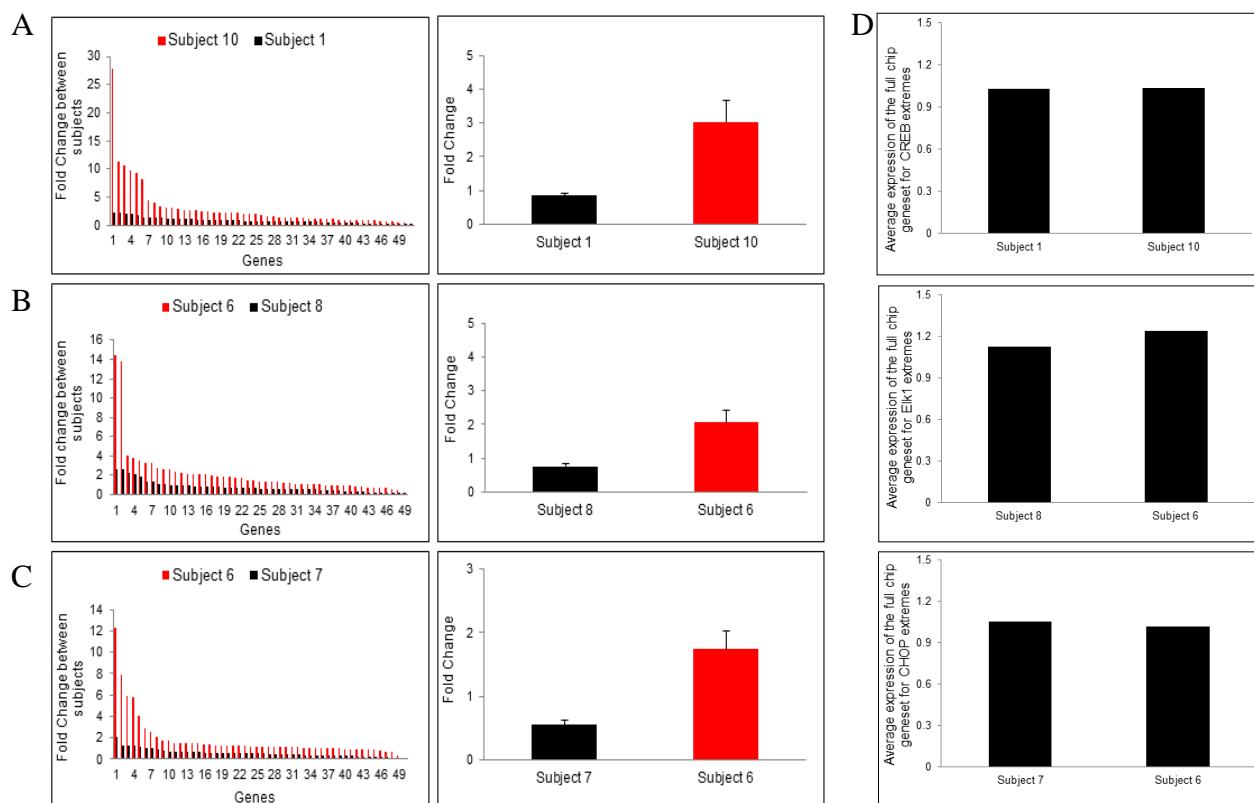 A
Subject 10 Subject 1
Fold Change between
subjects
30
25
20
15
10
5
0
1 4 7 10 13 16 19 22 25 28 31 34 37 40 43 46 49
Genes
Fold Change
5
4
3
2
1
0
Subject 1 Subject 10
D
Average expression of the full chip
geneset for CREB extremes
1.5
1.2
0.9
0.6
0.3
0
Subject 1 Subject 10
B
Subject 6 Subject 8
Fold change between
subjects
16
14
12
10
8
6
4
2
0
1 4 7 10 13 16 19 22 25 28 31 34 37 40 43 46 49
Genes
Fold Change
5
4
3
2
1
0
Subject 8 Subject 6
Average expression of the full chip
geneset for Elk1 extremes
1.5
1.2
0.9
0.6
0.3
0
Subject 8 Subject 6
C
Subject 6 Subject 7
Fold Change between
subjects
14
12
10
8
6
4
2
0
1 4 7 10 13 16 19 22 25 28 31 34 37 40 43 46 49
Genes
Fold Change
3
2
1
0
Subject 7 Subject 6
Average expression of the full chip
geneset for CHOP extremes
1.5
1.2
0.9
0.6
0.3
0
Subject 7 Subject 6